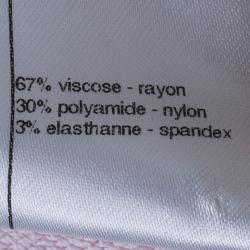 67% viscose - rayon
30% polyamide - nylon
3% elasthanne - spandex